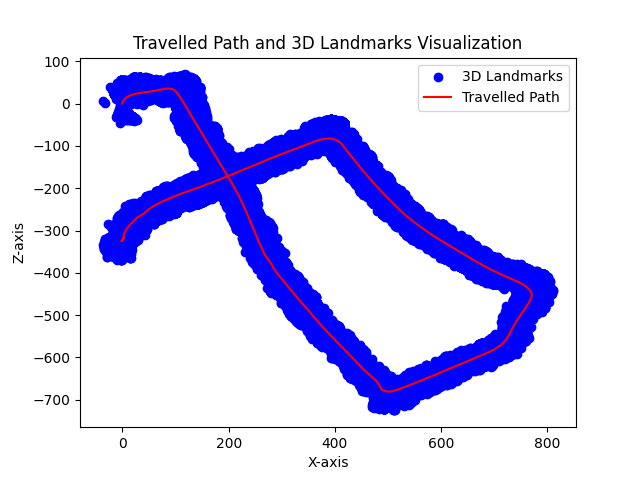 Travelled Path and 3D Landmarks Visualization
3D Landmarks
Travelled Path
100
0
−100
−200
−300
−400
−500
−600
−700
Z-axis
0 200 400 600 800
X-axis